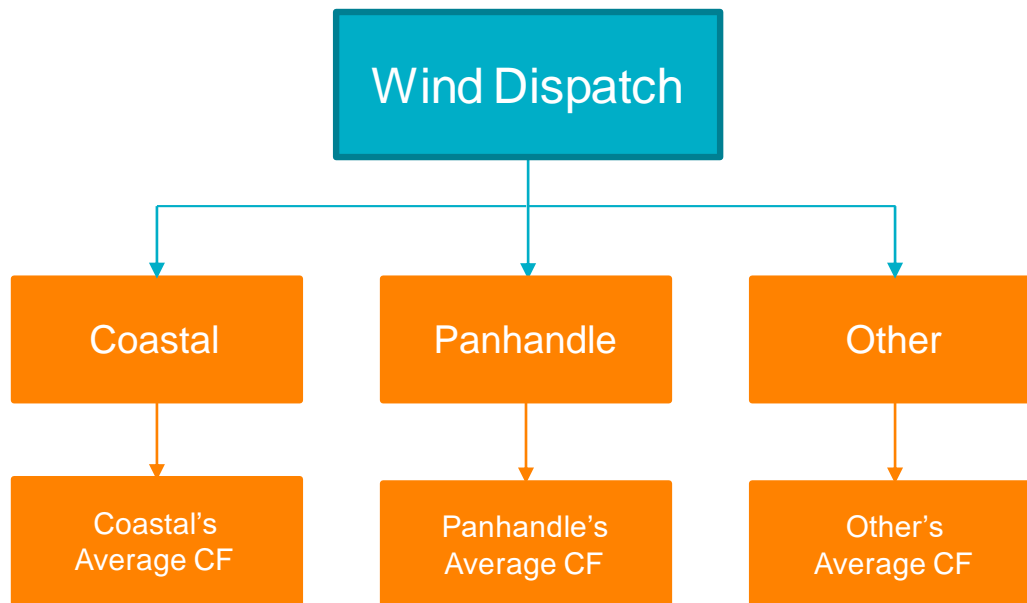 Wind Dispatch
Coastal
Panhandle
Other
Coastal’s
Average CF
Panhandle’s
Average CF
Other’s
Average CF